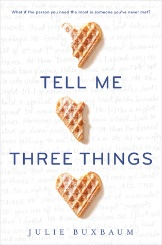 What if the person you need the most is someone you've never met?
TELL ME
THREE THINGS
JULIE BUXBAUM